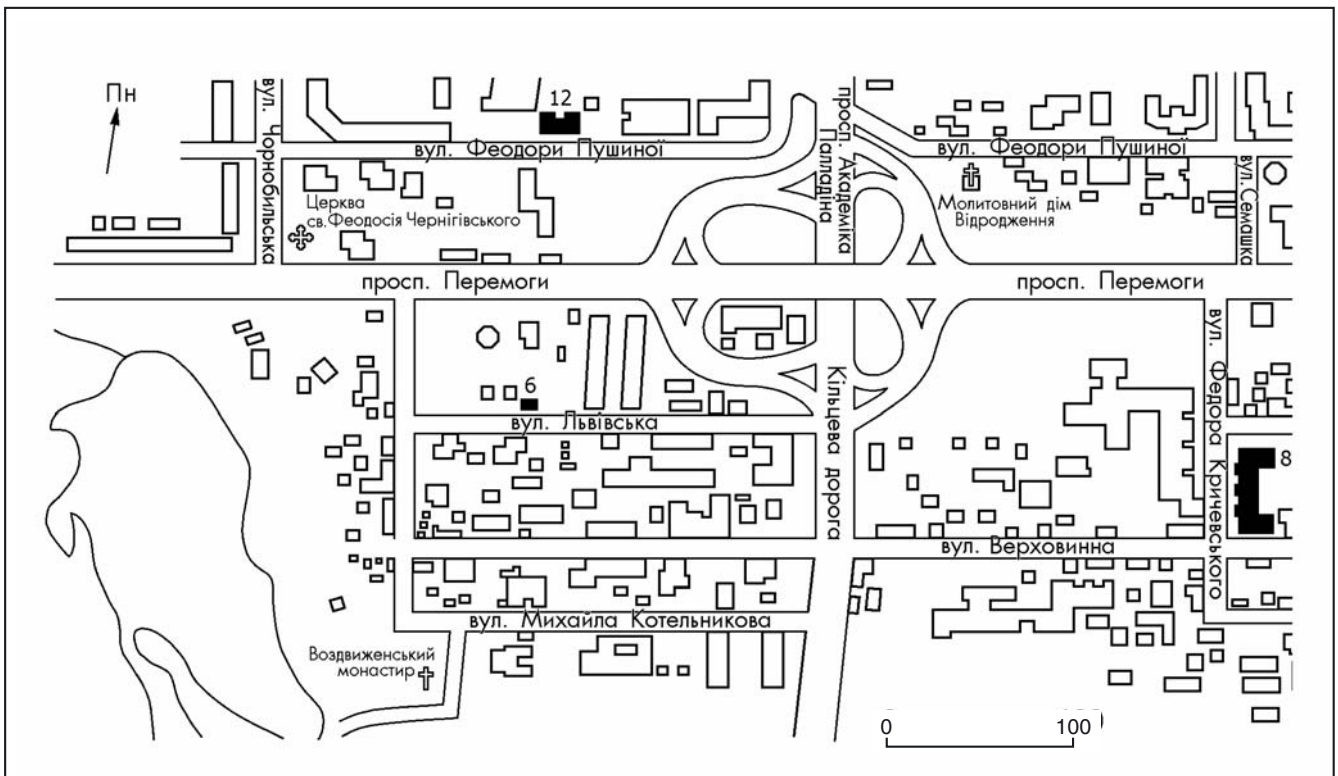 Пн
вул. Чорнобильська
12
вул. Феодори Пушиної
просп. Академіка
Палладіна
вул. Феодори Пушиної
вул. Семашка
Церква
св. Феодосія Чернігівського
Молитовний дім
Відродження
просп. Перемоги
просп. Перемоги
6
вул. Львівська
Кільцева дорога
вул. Федора Кричевського
8
вул. Верховинна
вул. Михайла Котельникова
Воздвиженський
монастир
0
100